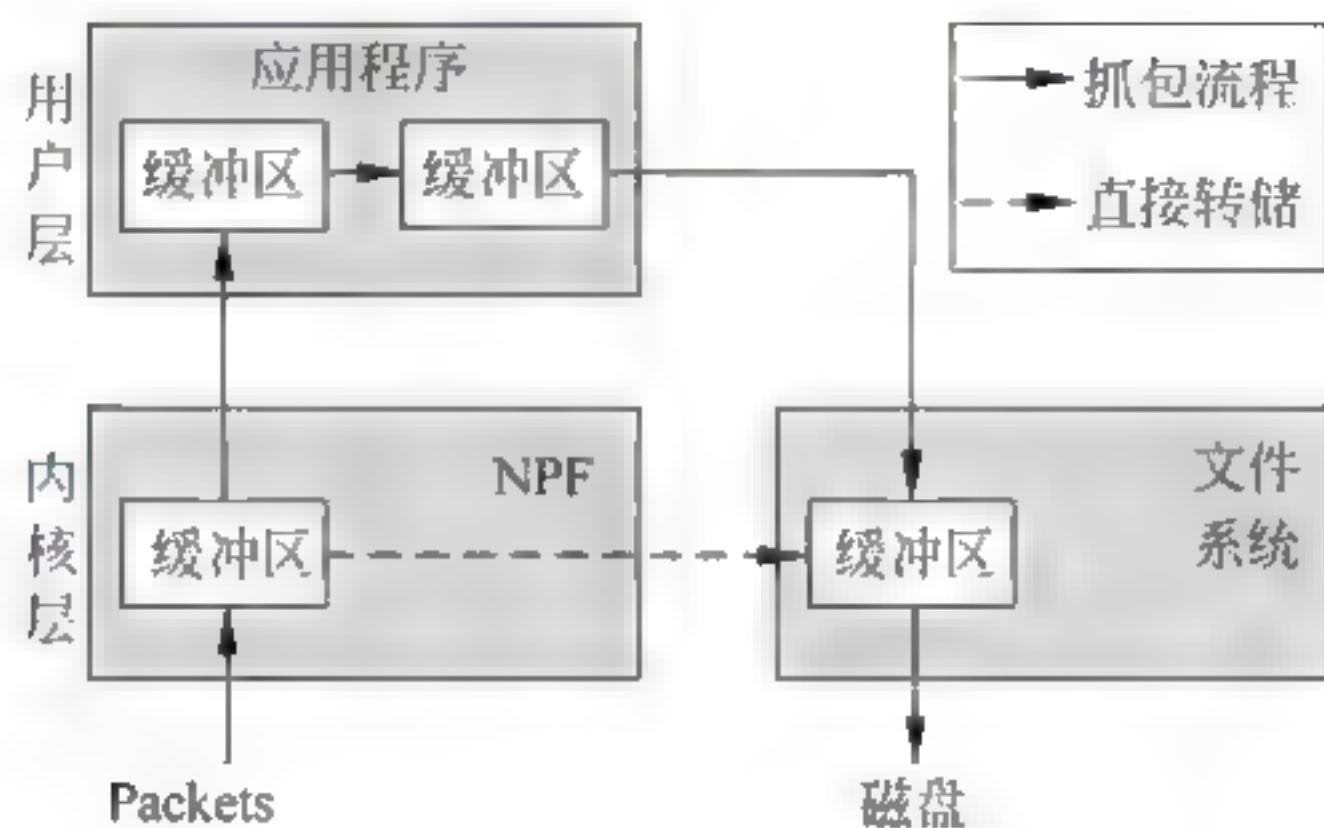 应用程序
用户层
缓冲区
缓冲区
抓包流程
直接转储
内核层
NPF
缓冲区
文件
系统
缓冲区
Packets
磁盘